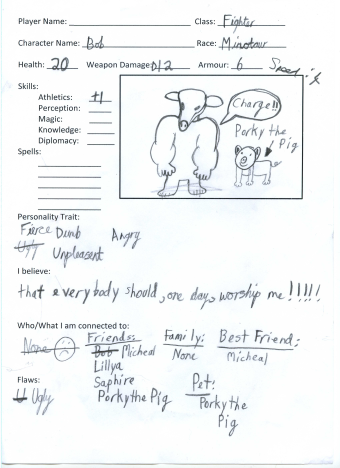 Player Name: Class: Fighter
Character Name: Bob Race: Minotaur
Health: 20 Weapon Damage: D12 Armour: 6 Speed: 4
Skills:
Athletics: +1
Perception:
Magic:
Knowledge:
Diplomacy:
Spells:
Charge!!
Porky the
Pig
Personality Trait:
Fierce Dumb Angry
Unpleasent
I believe:
that everybody should, one day, worship me!!!!!
Who/What I am connected to:
None
Friends:
Bob Micheal
Lillya
Saphire
Porky the Pig
Family:
None
Best Friend:
Micheal
Pet:
Porky the
Pig
Flaws:
U Ugly